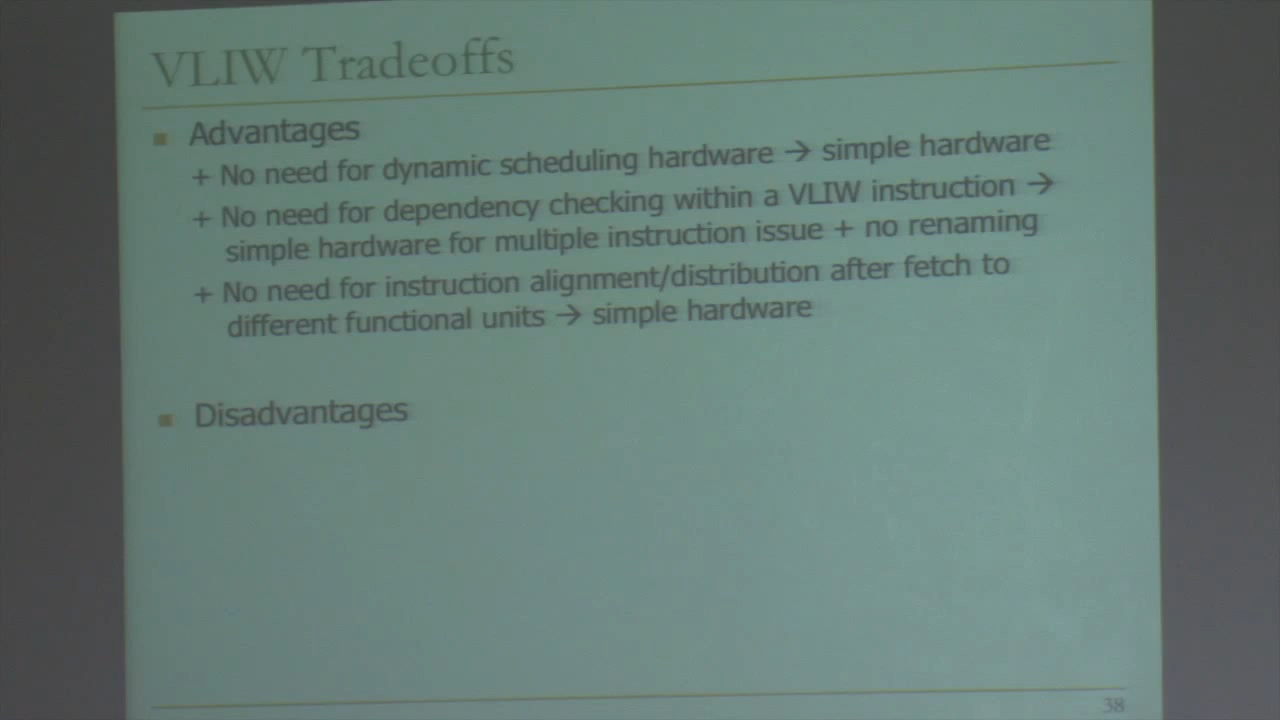 VLIW Tradeoffs
■ Advantages
+ No need for dynamic scheduling hardware → simple hardware
+ No need for dependency checking within a VLIW instruction →
simple hardware for multiple instruction issue + no renaming
+ No need for instruction alignment/distribution after fetch to
different functional units → simple hardware
■ Disadvantages
38